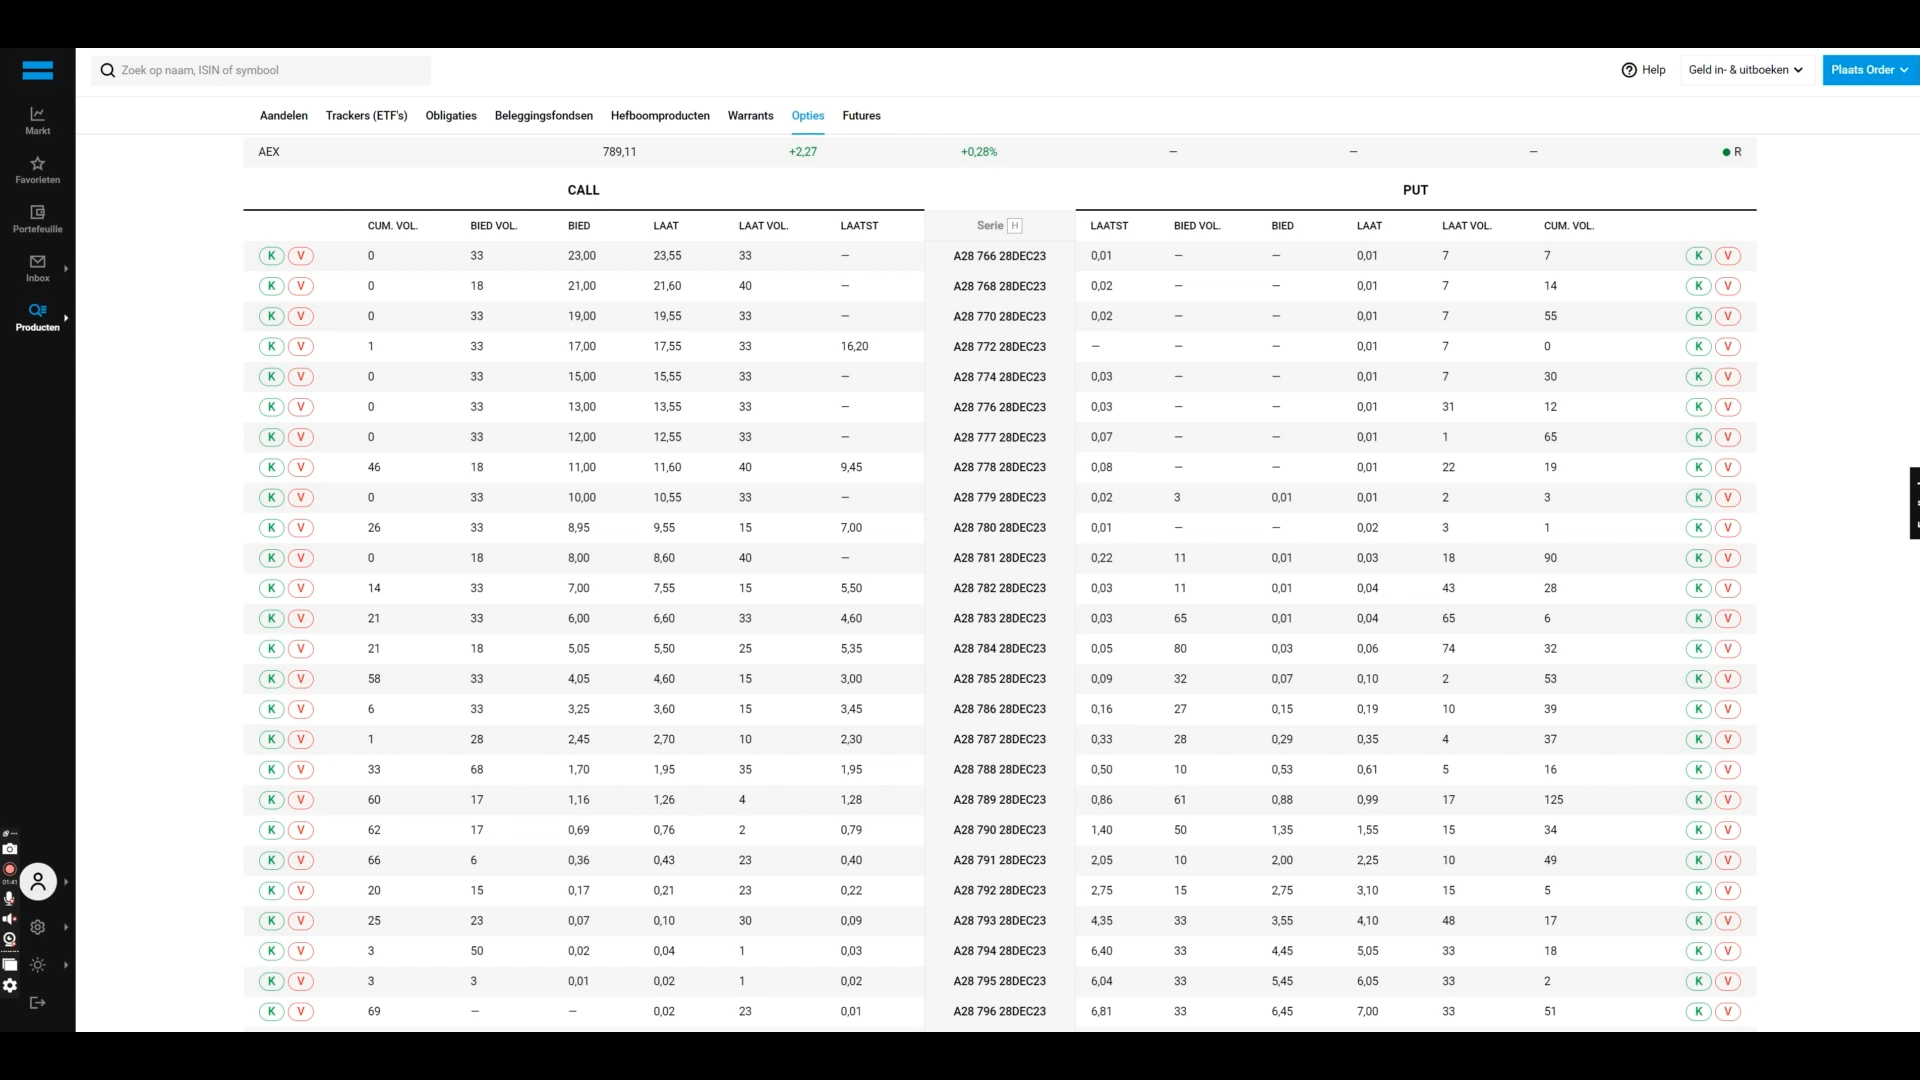 Zoek op naam, ISIN of symbool
Help
Geld in- & uitboeken
Plaats Order
Markt
Favorieten
Portefeuille
Inbox
Producten
Aandelen Trackers (ETF's) Obligaties Beleggingsfondsen Hefboomproducten Warrants Opties Futures
AEX 789,11 +2,27 +0,28% — — — R
CALL PUT
CUM. VOL. BIED VOL. BIED LAAT LAAT VOL. LAATST Serie H LAATST BIED VOL. BIED LAAT LAAT VOL. CUM. VOL.
K V 0 33 23,00 23,55 33 — A28 766 28DEC23 0,01 — — 0,01 7 7 K V
K V 0 18 21,00 21,60 40 — A28 768 28DEC23 0,02 — — 0,01 7 14 K V
K V 0 33 19,00 19,55 33 — A28 770 28DEC23 0,02 — — 0,01 7 55 K V
K V 1 33 17,00 17,55 33 16,20 A28 772 28DEC23 — — — 0,01 7 0 K V
K V 0 33 15,00 15,55 33 — A28 774 28DEC23 0,03 — — 0,01 7 30 K V
K V 0 33 13,00 13,55 33 — A28 776 28DEC23 0,03 — — 0,01 31 12 K V
K V 0 33 12,00 12,55 33 — A28 777 28DEC23 0,07 — — 0,01 1 65 K V
K V 46 18 11,00 11,60 40 9,45 A28 778 28DEC23 0,08 — — 0,01 22 19 K V
K V 0 33 10,00 10,55 33 — A28 779 28DEC23 0,02 3 0,01 0,01 2 3 K V
K V 26 33 8,95 9,55 15 7,00 A28 780 28DEC23 0,01 — — 0,02 3 1 K V
K V 0 18 8,00 8,60 40 — A28 781 28DEC23 0,22 11 0,01 0,03 18 90 K V
K V 14 33 7,00 7,55 15 5,50 A28 782 28DEC23 0,03 11 0,01 0,04 43 28 K V
K V 21 33 6,00 6,60 33 4,60 A28 783 28DEC23 0,03 65 0,01 0,04 65 6 K V
K V 21 18 5,05 5,50 25 5,35 A28 784 28DEC23 0,05 80 0,03 0,06 74 32 K V
K V 58 33 4,05 4,60 15 3,00 A28 785 28DEC23 0,09 32 0,07 0,10 2 53 K V
K V 6 33 3,25 3,60 15 3,45 A28 786 28DEC23 0,16 27 0,15 0,19 10 39 K V
K V 1 28 2,45 2,70 10 2,30 A28 787 28DEC23 0,33 28 0,29 0,35 4 37 K V
K V 33 68 1,70 1,95 35 1,95 A28 788 28DEC23 0,50 10 0,53 0,61 5 16 K V
K V 60 17 1,16 1,26 4 1,28 A28 789 28DEC23 0,86 61 0,88 0,99 17 125 K V
K V 62 17 0,69 0,76 2 0,79 A28 790 28DEC23 1,40 50 1,35 1,55 15 34 K V
K V 66 6 0,36 0,43 23 0,40 A28 791 28DEC23 2,05 10 2,00 2,25 10 49 K V
K V 20 15 0,17 0,21 23 0,22 A28 792 28DEC23 2,75 15 2,75 3,10 15 5 K V
K V 25 23 0,07 0,10 30 0,09 A28 793 28DEC23 4,35 33 3,55 4,10 48 17 K V
K V 3 50 0,02 0,04 1 0,03 A28 794 28DEC23 6,40 33 4,45 5,05 33 18 K V
K V 3 3 0,01 0,02 1 0,02 A28 795 28DEC23 6,04 33 5,45 6,05 33 2 K V
K V 69 — — 0,02 23 0,01 A28 796 28DEC23 6,81 33 6,45 7,00 33 51 K V
01:41